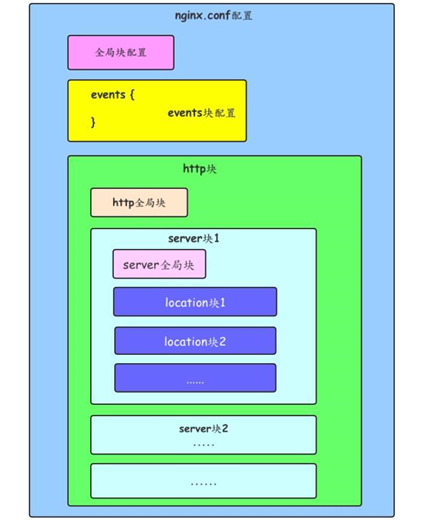 nginx.conf配置
全局块配置
events {
events块配置
}
http块
http全局块
server块1
server全局块
location块1
location块2
......
server块2
.....
......